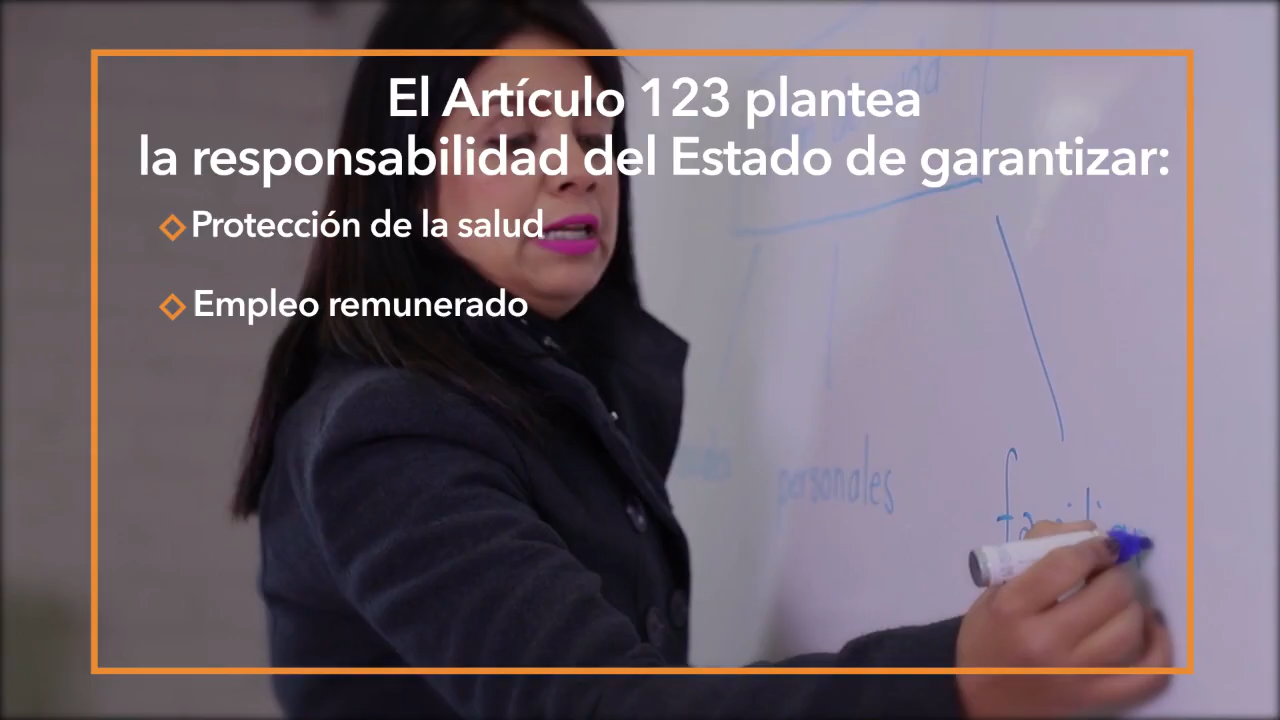 El Artículo 123 plantea
la responsabilidad del Estado de garantizar:
Protección de la salud
Empleo remunerado
personales